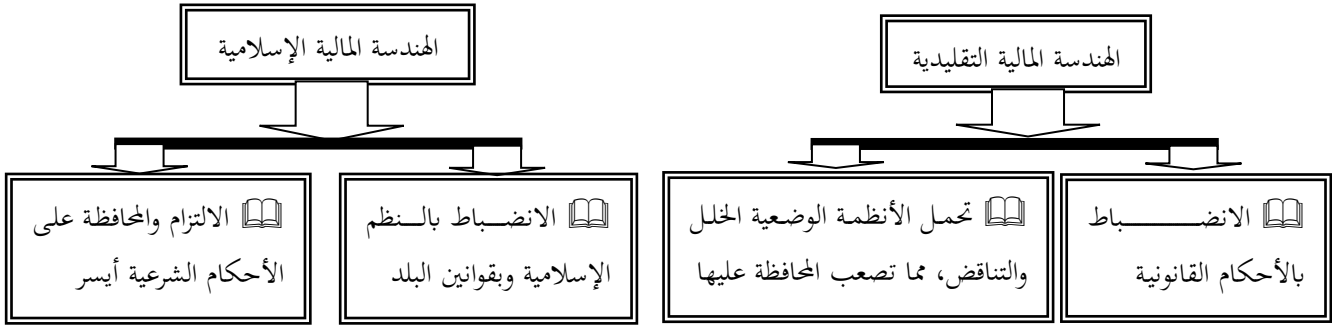 الهندسة المالية التقليدية
الهندسة المالية الإسلامية
الانضباط
بالأحكام القانونية
تحمل الأنظمة الوضعية الخلل
والتناقض، مما تصعب المحافظة عليها
الانضباط بالنظم
الإسلامية وبقوانين البلد
الالتزام والمحافظة على
الأحكام الشرعية أيسر